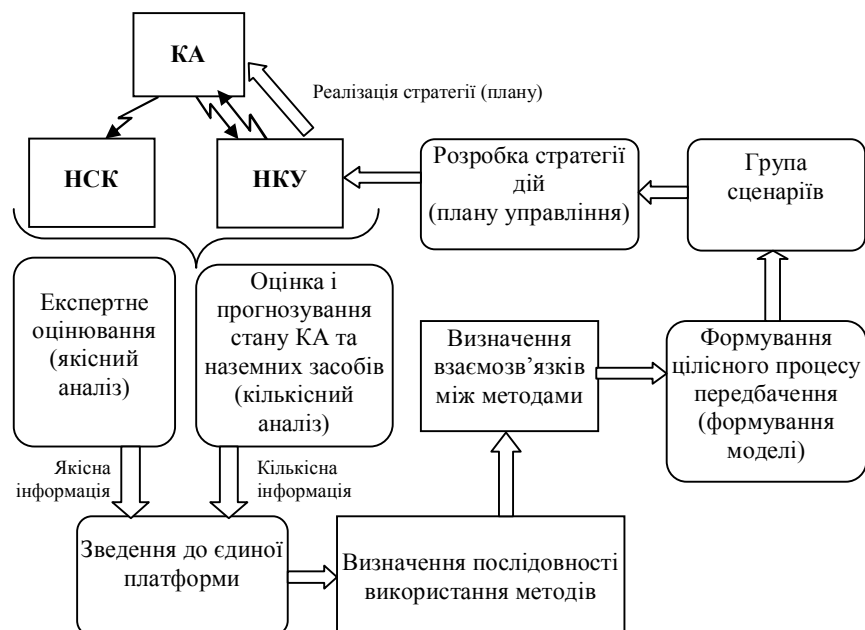 КА
Реалізація стратегії (плану)
НСК
НКУ
Розробка стратегії
дій
(плану управління)
Група
сценаріїв
Експертне
оцінювання
(якісний
аналіз)
Оцінка і
прогнозування
стану КА та
наземних засобів
(кількісний
аналіз)
Визначення
взаємозв’язків
між методами
Формування
цілісного процесу
передбачення
(формування
моделі)
Якісна
інформація
Кількісна
інформація
Зведення до єдиної
платформи
Визначення послідовності
використання методів